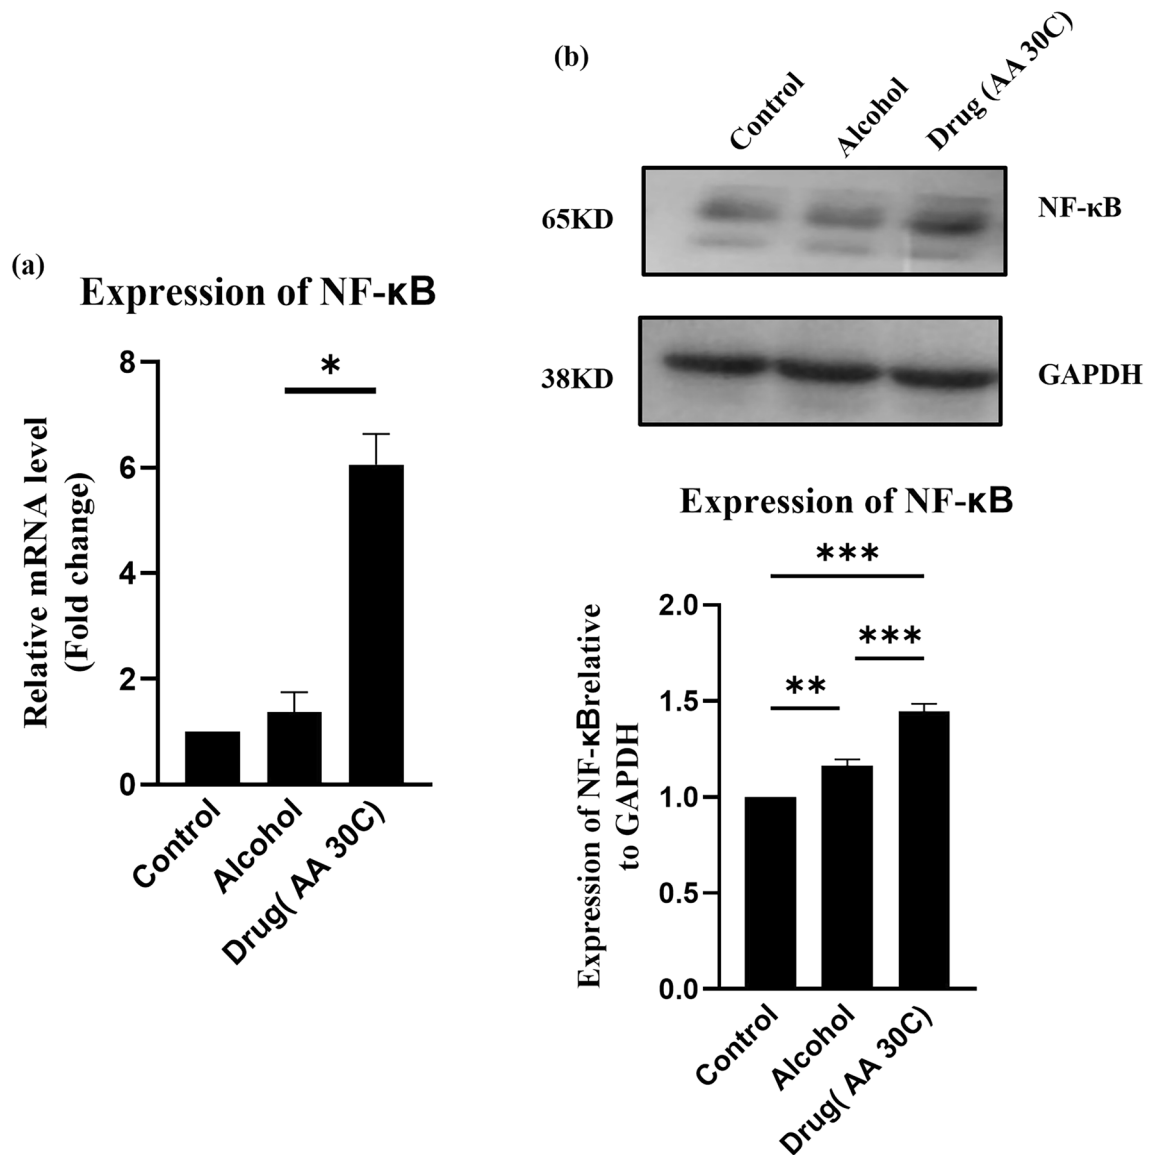 (a)
Expression of NF-κB
Relative mRNA level
(Fold change)
8
6
4
2
0
*
Control
Alcohol
Drug( AA 30C)
(b)
Control
Alcohol
Drug (AA 30C)
65KD
NF-κB
38KD
GAPDH
Expression of NF-κB
Expression of NF-κBrelative
to GAPDH
2.0
1.5
1.0
0.5
0.0
***
***
**
Control
Alcohol
Drug( AA 30C)